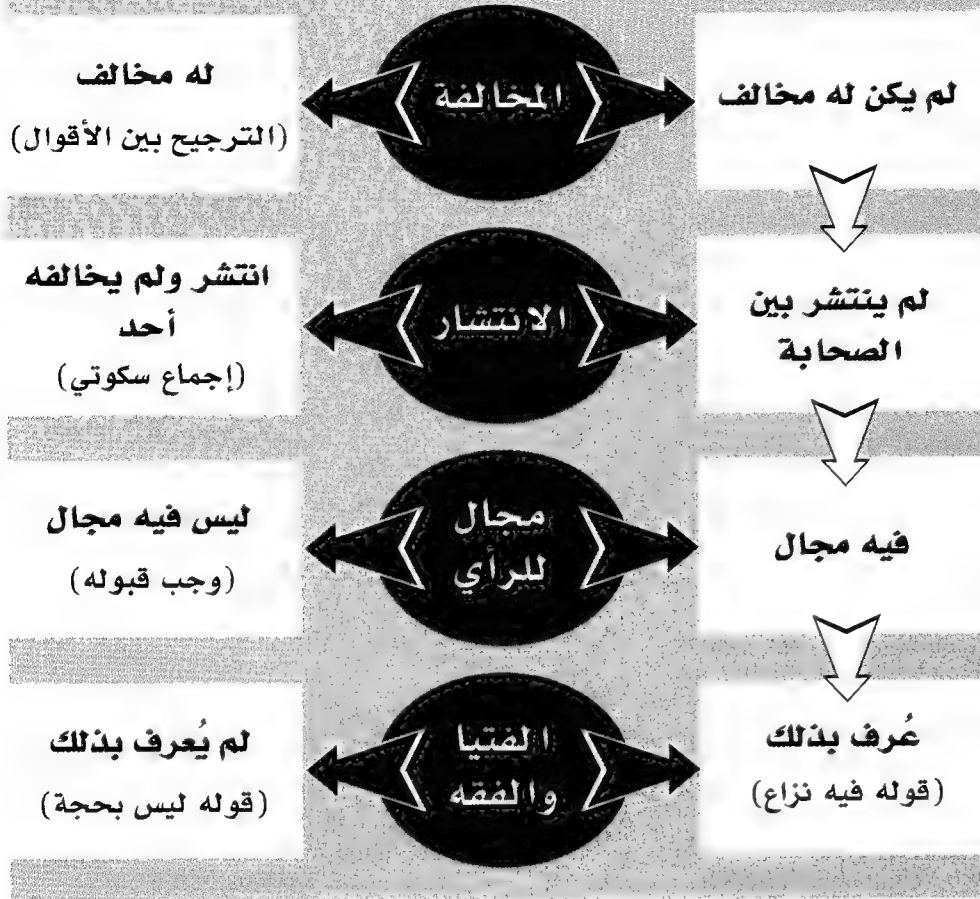 لم يكن له مخالف
المخالفة
له مخالف
(الترجيح بين الأقوال)
لم ينتشر بين
الصحابة
الانتشار
انتشر ولم يخالفه
أحد
(إجماع سكوتي)
فيه مجال
مجال
للرأي
ليس فيه مجال
(وجب قبوله)
عُرف بذلك
(قوله فيه نزاع)
الفتيا
والفقه
لم يُعرف بذلك
(قوله ليس بحجة)